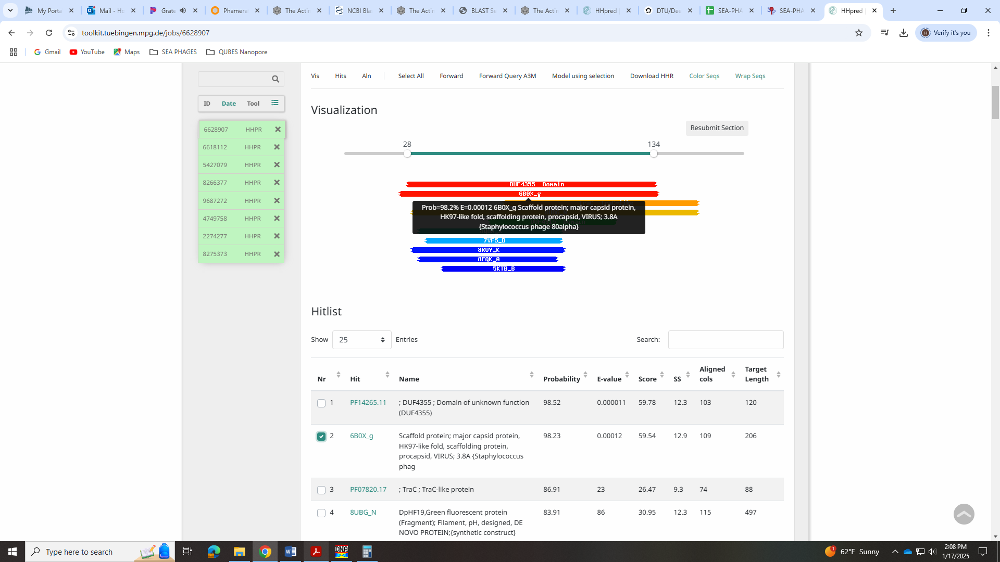 My Porta
Mail - Ho
Grate
Phamera
The Actin
NCBI Bla
The Actin
BLAST Se
The Actin
HHpred
DTU/Dee
SEA-PHA
SEA-PHA
HHpred
toolkit.tuebingen.mpg.de/jobs/6628907
Verify it's you
Gmail
YouTube
Maps
SEA PHAGES
QUBES Nanopore
Vis
Hits
Aln
Select All
Forward
Forward Query A3M
Model using selection
Download HHR
Color Seqs
Wrap Seqs
ID Date Tool
6628907 HHPR
6618112 HHPR
5427079 HHPR
8266377 HHPR
9687272 HHPR
4749758 HHPR
2274277 HHPR
8275373 HHPR
Visualization
Resubmit Section
28
134
DUF4355 Domain
6B0X_g
Prob=98.2% E=0.00012 6B0X_g Scaffold protein; major capsid protein,
HK97-like fold, scaffolding protein, procapsid, VIRUS; 3.8A
{Staphylococcus phage 80alpha}
7VF5_D
8RUY_K
8FQK_A
5KTB_B
Hitlist
Show 25 Entries
Search:
Nr Hit Name Probability E-value Score SS Aligned cols Target Length
1 PF14265.11 ; DUF4355 ; Domain of unknown function 98.52 0.000011 59.78 12.3 103 120
(DUF4355)
2 6B0X_g Scaffold protein; major capsid protein, 98.23 0.00012 59.54 12.9 109 206
HK97-like fold, scaffolding protein,
procapsid, VIRUS; 3.8A {Staphylococcus
phag
3 PF07820.17 ; TraC ; TraC-like protein 86.91 23 26.47 9.3 74 88
4 8UBG_N DpHF19,Green fluorescent protein 83.91 86 30.95 12.3 115 497
(Fragment); Filament, pH, designed, DE
NOVO PROTEIN;{synthetic construct}
Type here to search
DNA
1
62°F Sunny
2:08 PM
1/17/2025